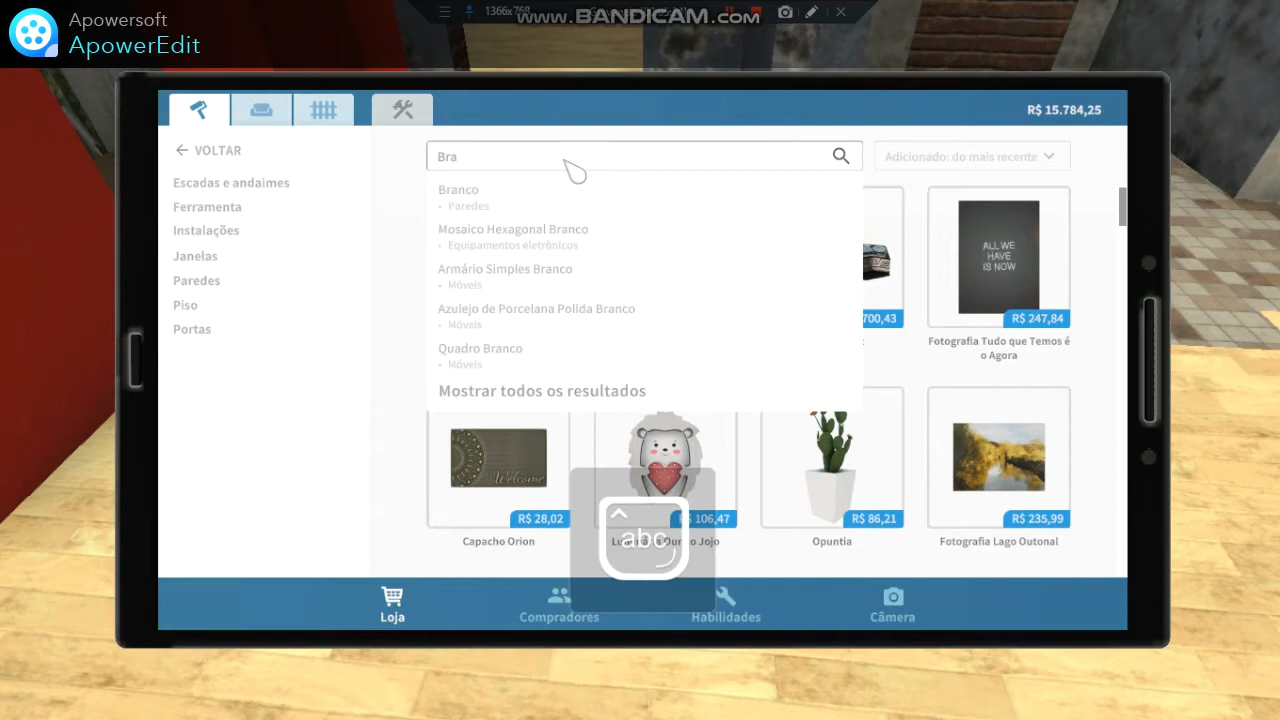 Apowersoft
ApowerEdit
1366x768
www.BANDICAM.com
R$ 15.784,25
VOLTAR
Escadas e andaimes
Ferramenta
Instalações
Janelas
Paredes
Piso
Portas
Bra
Adicionado: do mais recente
Branco
Paredes
Mosaico Hexagonal Branco
Equipamentos eletrônicos
Armário Simples Branco
Móveis
Azulejo de Porcelana Polida Branco
Móveis
Quadro Branco
Móveis
Mostrar todos os resultados
700,43
ALL WE
HAVE
IS NOW
R$ 247,84
Fotografia Tudo que Temos é
o Agora
Welcome
R$ 28,02
106,47
R$ 86,21
R$ 235,99
Capacho Orion
Jojo
Opuntia
Fotografia Lago Outonal
abc
Loja
Compradores
Habilidades
Câmera